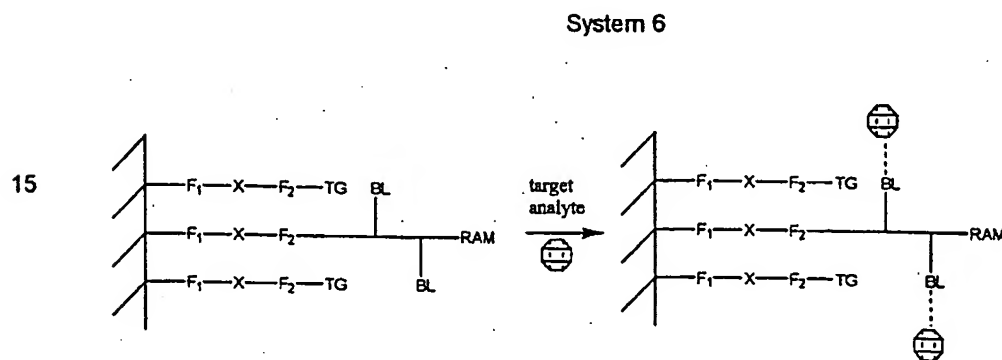 System 6
15
F₁—X—F₂—TG
BL
F₁—X—F₂
RAM
F₁—X—F₂—TG
BL
target
analyte
F₁—X—F₂—TG
BL
F₁—X—F₂
RAM
F₁—X—F₂—TG
BL